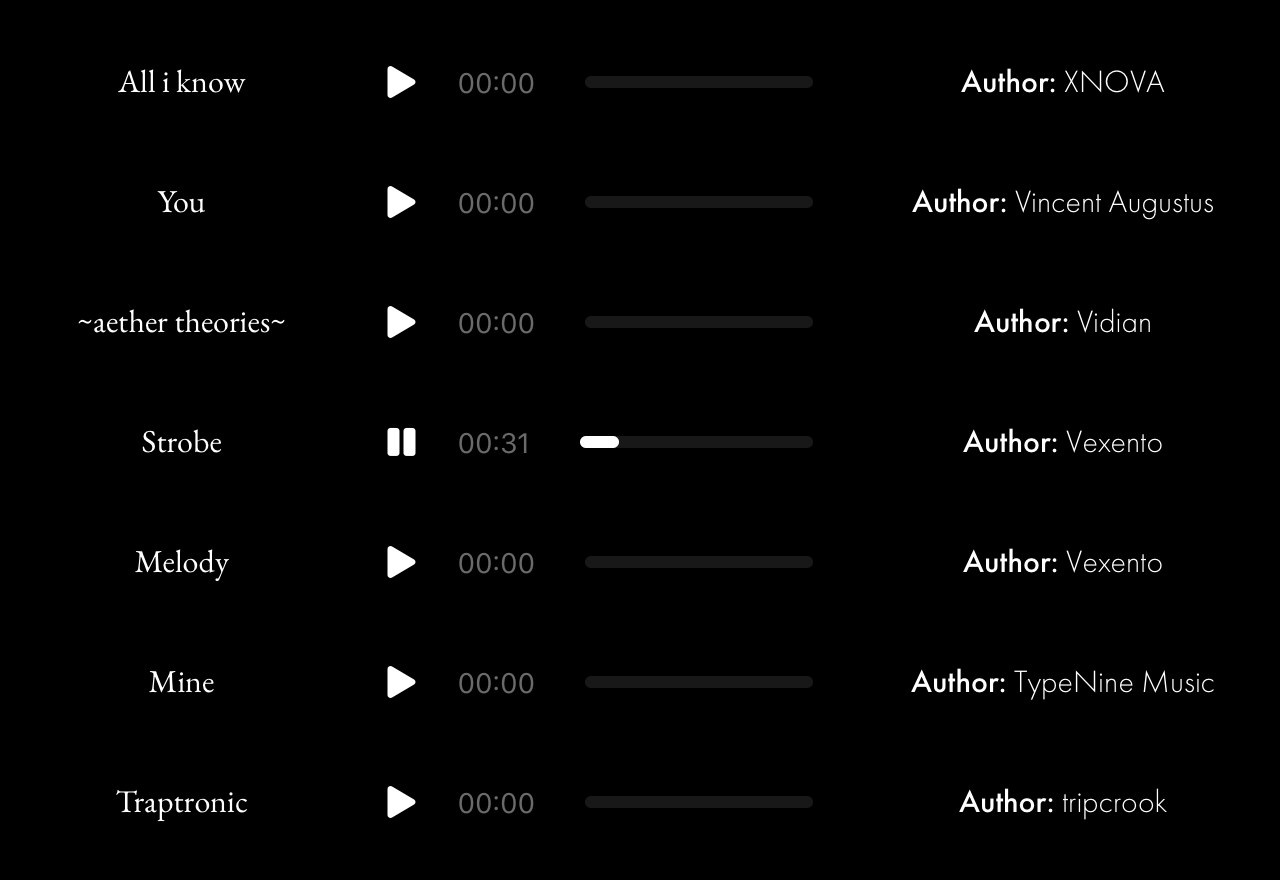 All i know 00:00 Author: XNOVA
You 00:00 Author: Vincent Augustus
~aether theories~ 00:00 Author: Vidian
Strobe 00:31 Author: Vexento
Melody 00:00 Author: Vexento
Mine 00:00 Author: TypeNine Music
Traptronic 00:00 Author: tripcrook